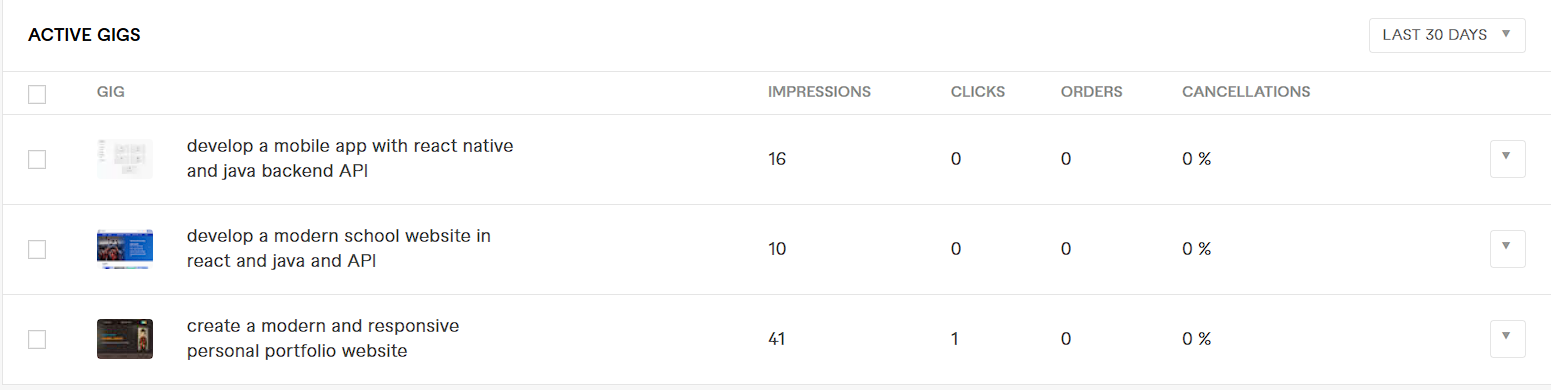 ACTIVE GIGS
LAST 30 DAYS
GIG IMPRESSIONS CLICKS ORDERS CANCELLATIONS
develop a mobile app with react native
and java backend API
16 0 0 0 %
develop a modern school website in
react and java and API
10 0 0 0 %
create a modern and responsive
personal portfolio website
41 1 0 0 %